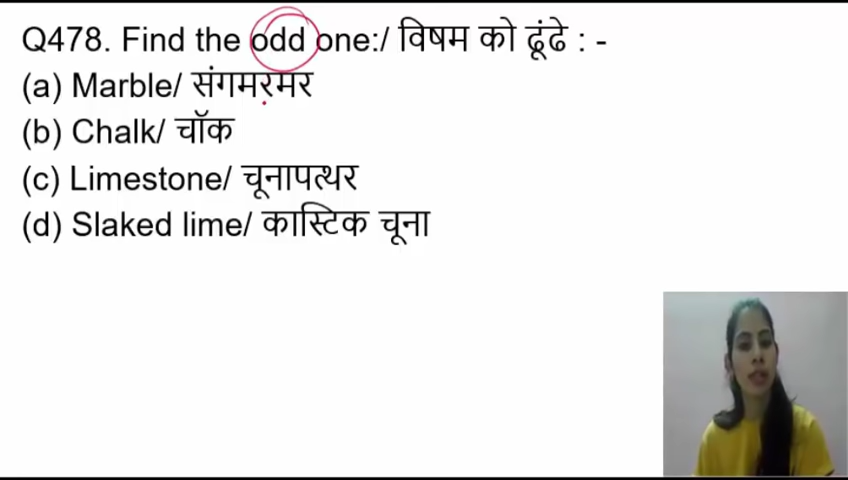 Q478. Find the odd one:/ विषम को ढूंढे : -
(a) Marble/ संगमरमर
(b) Chalk/ चॉक
(c) Limestone/ चूनापत्थर
(d) Slaked lime/ कास्टिक चूना